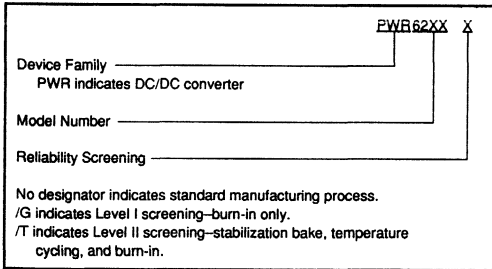 PWR62XX X
Device Family
PWR indicates DC/DC converter
Model Number
Reliability Screening
No designator indicates standard manufacturing process.
/G indicates Level I screening–burn-in only.
/T indicates Level II screening–stabilization bake, temperature
cycling, and burn-in.